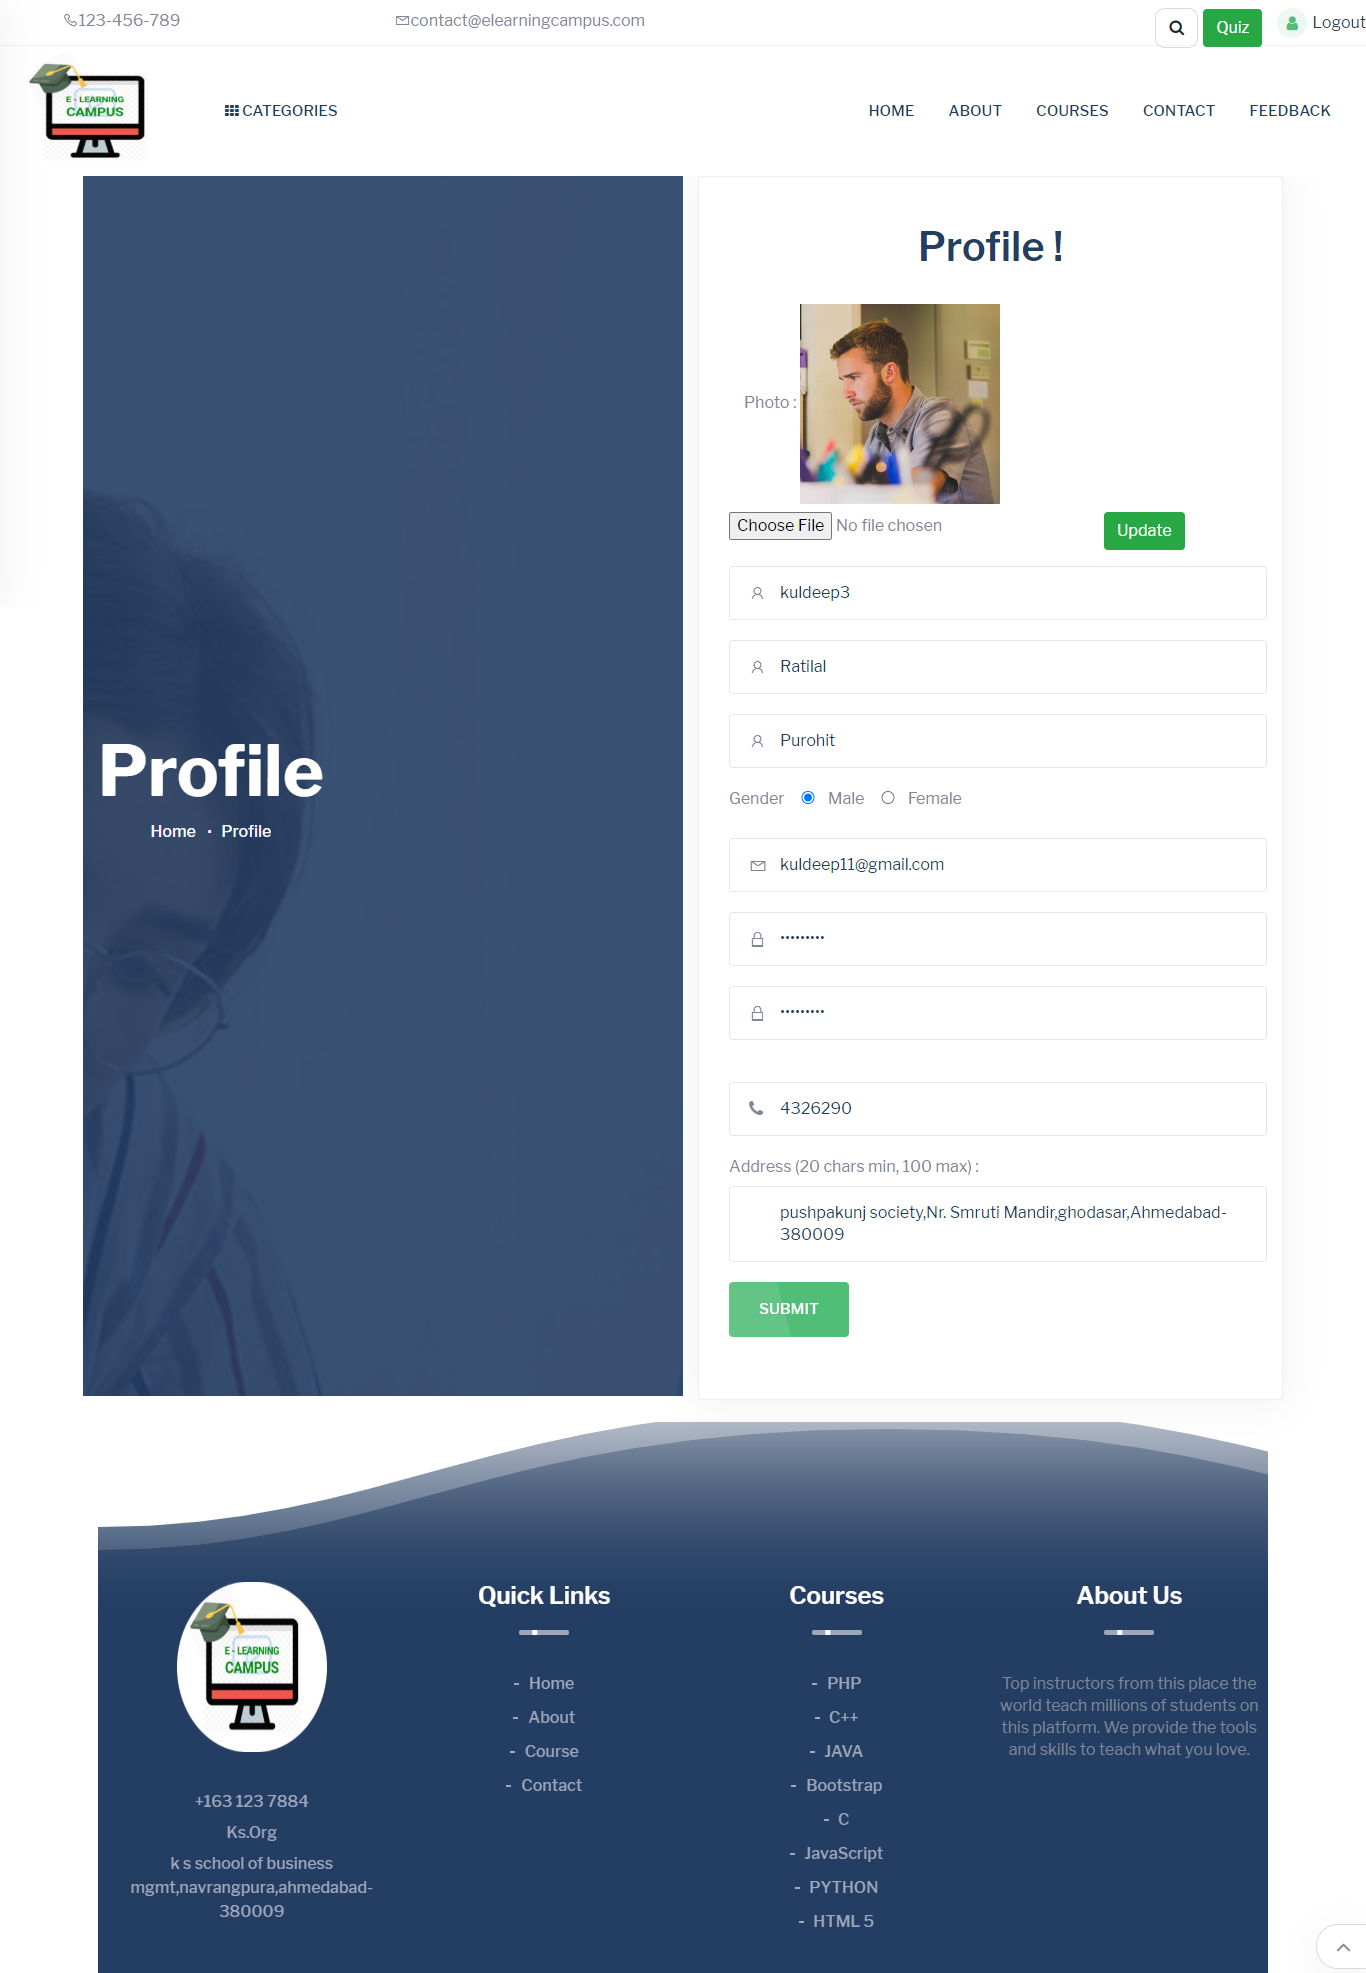 123-456-789
contact@elearningcampus.com
Quiz
Logout
E - LEARNING
CAMPUS
CATEGORIES
HOME
ABOUT
COURSES
CONTACT
FEEDBACK
Profile
Home • Profile
Profile !
Photo :
Choose File No file chosen
Update
kuldeep3
Ratilal
Purohit
Gender Male Female
kuldeep11@gmail.com
•••••••••
•••••••••
4326290
Address (20 chars min, 100 max) :
pushpakunj society,Nr. Smruti Mandir,ghodasar,Ahmedabad-
380009
SUBMIT
E - LEARNING
CAMPUS
+163 123 7884
Ks.Org
k s school of business
mgmt,navrangpura,ahmedabad-
380009
Quick Links
- Home
- About
- Course
- Contact
Courses
- PHP
- C++
- JAVA
- Bootstrap
- C
- JavaScript
- PYTHON
- HTML 5
About Us
Top instructors from this place the
world teach millions of students on
this platform. We provide the tools
and skills to teach what you love.